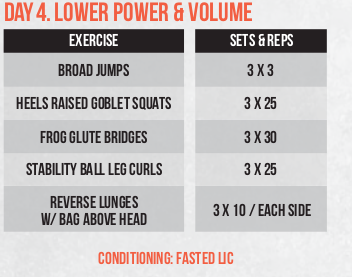 DAY 4. LOWER POWER & VOLUME
EXERCISE SETS & REPS
BROAD JUMPS 3 X 3
HEELS RAISED GOBLET SQUATS 3 X 25
FROG GLUTE BRIDGES 3 X 30
STABILITY BALL LEG CURLS 3 X 25
REVERSE LUNGES
W/ BAG ABOVE HEAD 3 X 10 / EACH SIDE
CONDITIONING: FASTED LIC